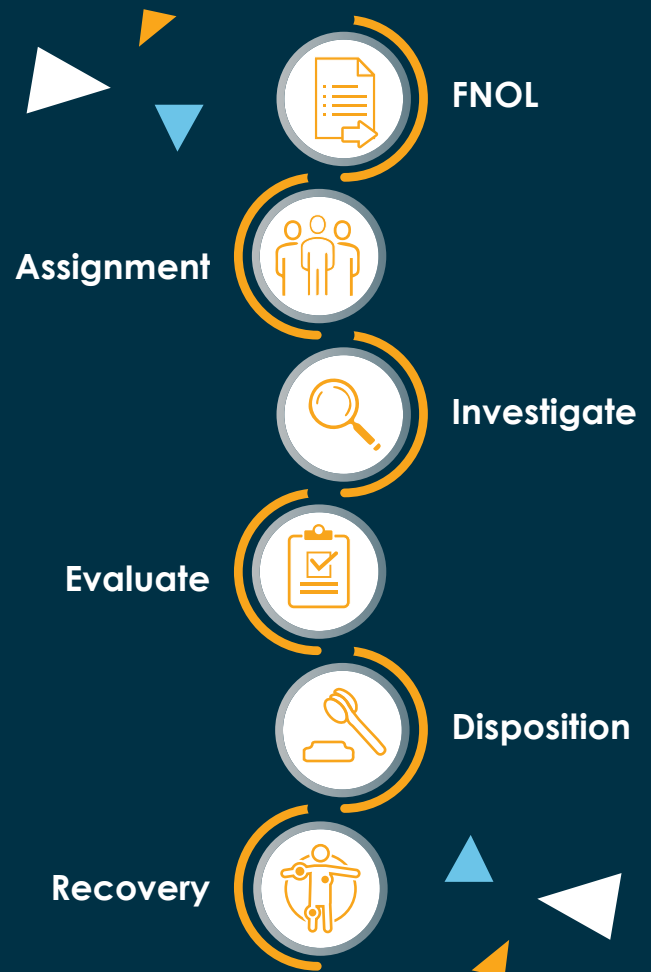 FNOL
Assignment
Investigate
Evaluate
Disposition
Recovery